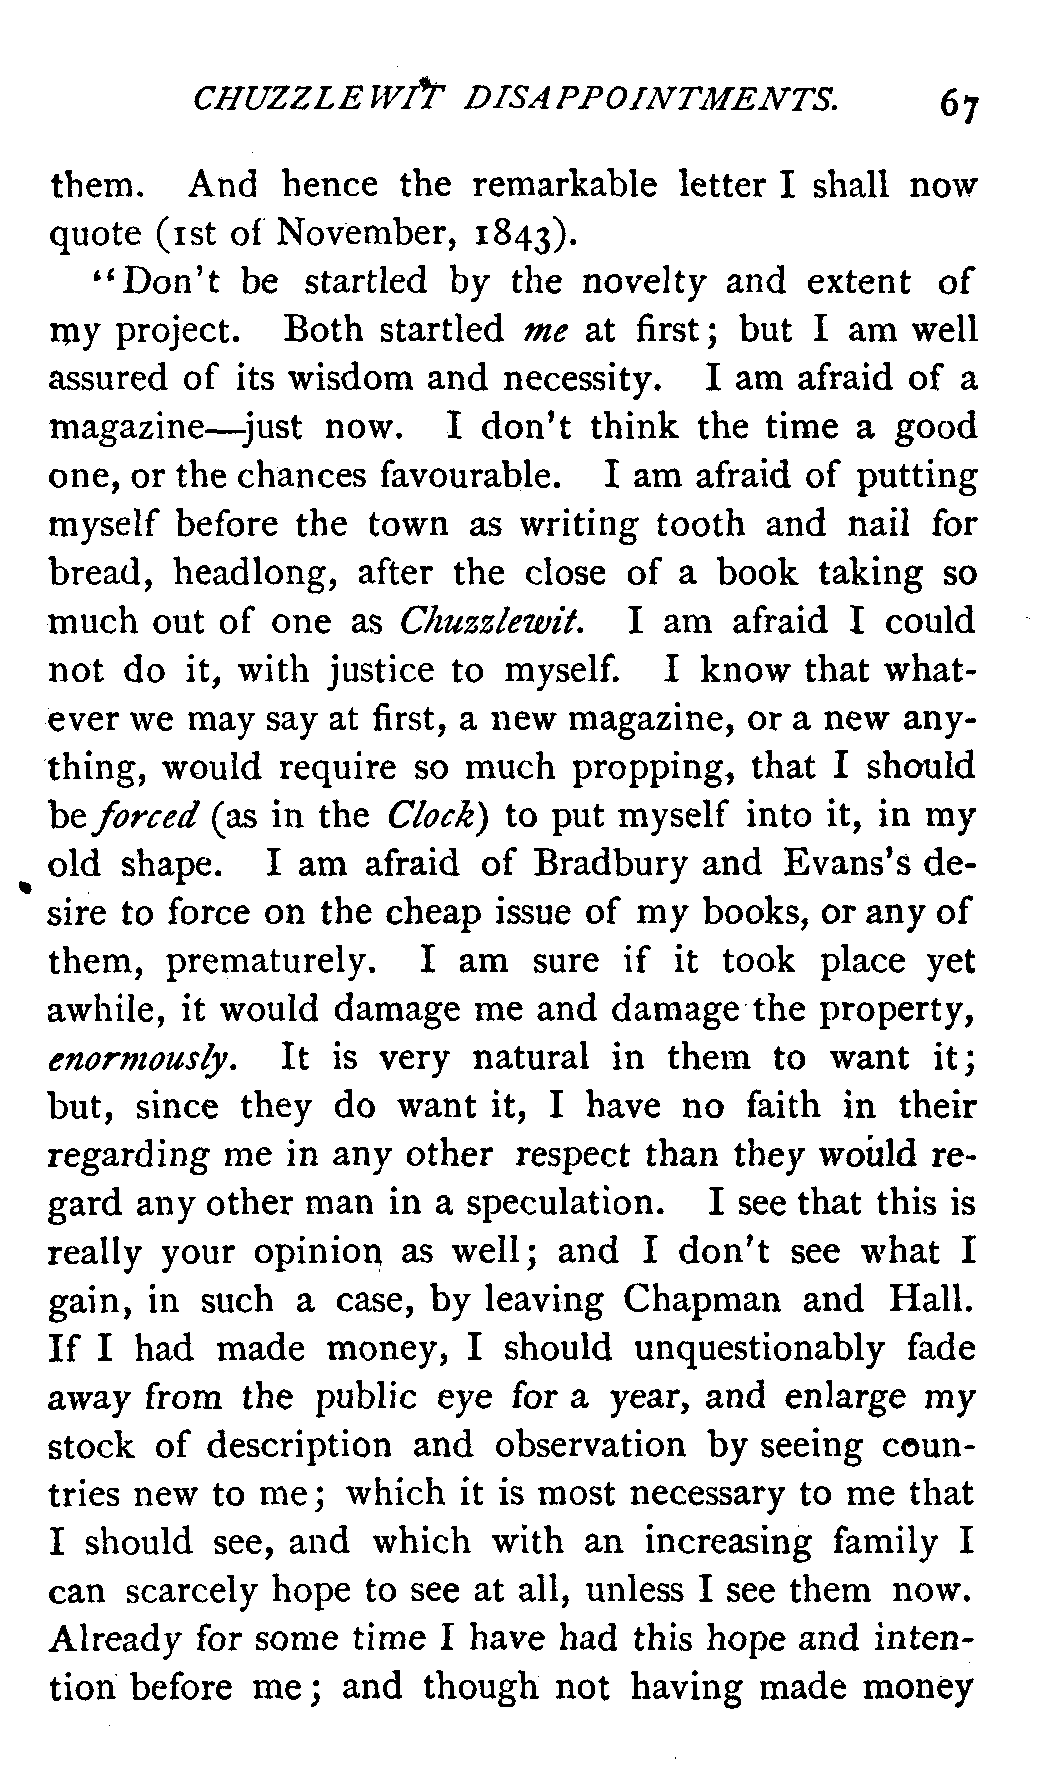 CHUZZLEWIT DISAPPOINTMENTS. 67
them. And hence the remarkable letter I shall now
quote (1st of November, 1843).
"Don't be startled by the novelty and extent of
my project. Both startled me at first; but I am well
assured of its wisdom and necessity. I am afraid of a
magazine—just now. I don't think the time a good
one, or the chances favourable. I am afraid of putting
myself before the town as writing tooth and nail for
bread, headlong, after the close of a book taking so
much out of one as Chuzzlewit. I am afraid I could
not do it, with justice to myself. I know that what-
ever we may say at first, a new magazine, or a new any-
thing, would require so much propping, that I should
be forced (as in the Clock) to put myself into it, in my
old shape. I am afraid of Bradbury and Evans's de-
sire to force on the cheap issue of my books, or any of
them, prematurely. I am sure if it took place yet
awhile, it would damage me and damage the property,
enormously. It is very natural in them to want it;
but, since they do want it, I have no faith in their
regarding me in any other respect than they would re-
gard any other man in a speculation. I see that this is
really your opinion as well; and I don't see what I
gain, in such a case, by leaving Chapman and Hall.
If I had made money, I should unquestionably fade
away from the public eye for a year, and enlarge my
stock of description and observation by seeing coun-
tries new to me; which it is most necessary to me that
I should see, and which with an increasing family I
can scarcely hope to see at all, unless I see them now.
Already for some time I have had this hope and inten-
tion before me; and though not having made money